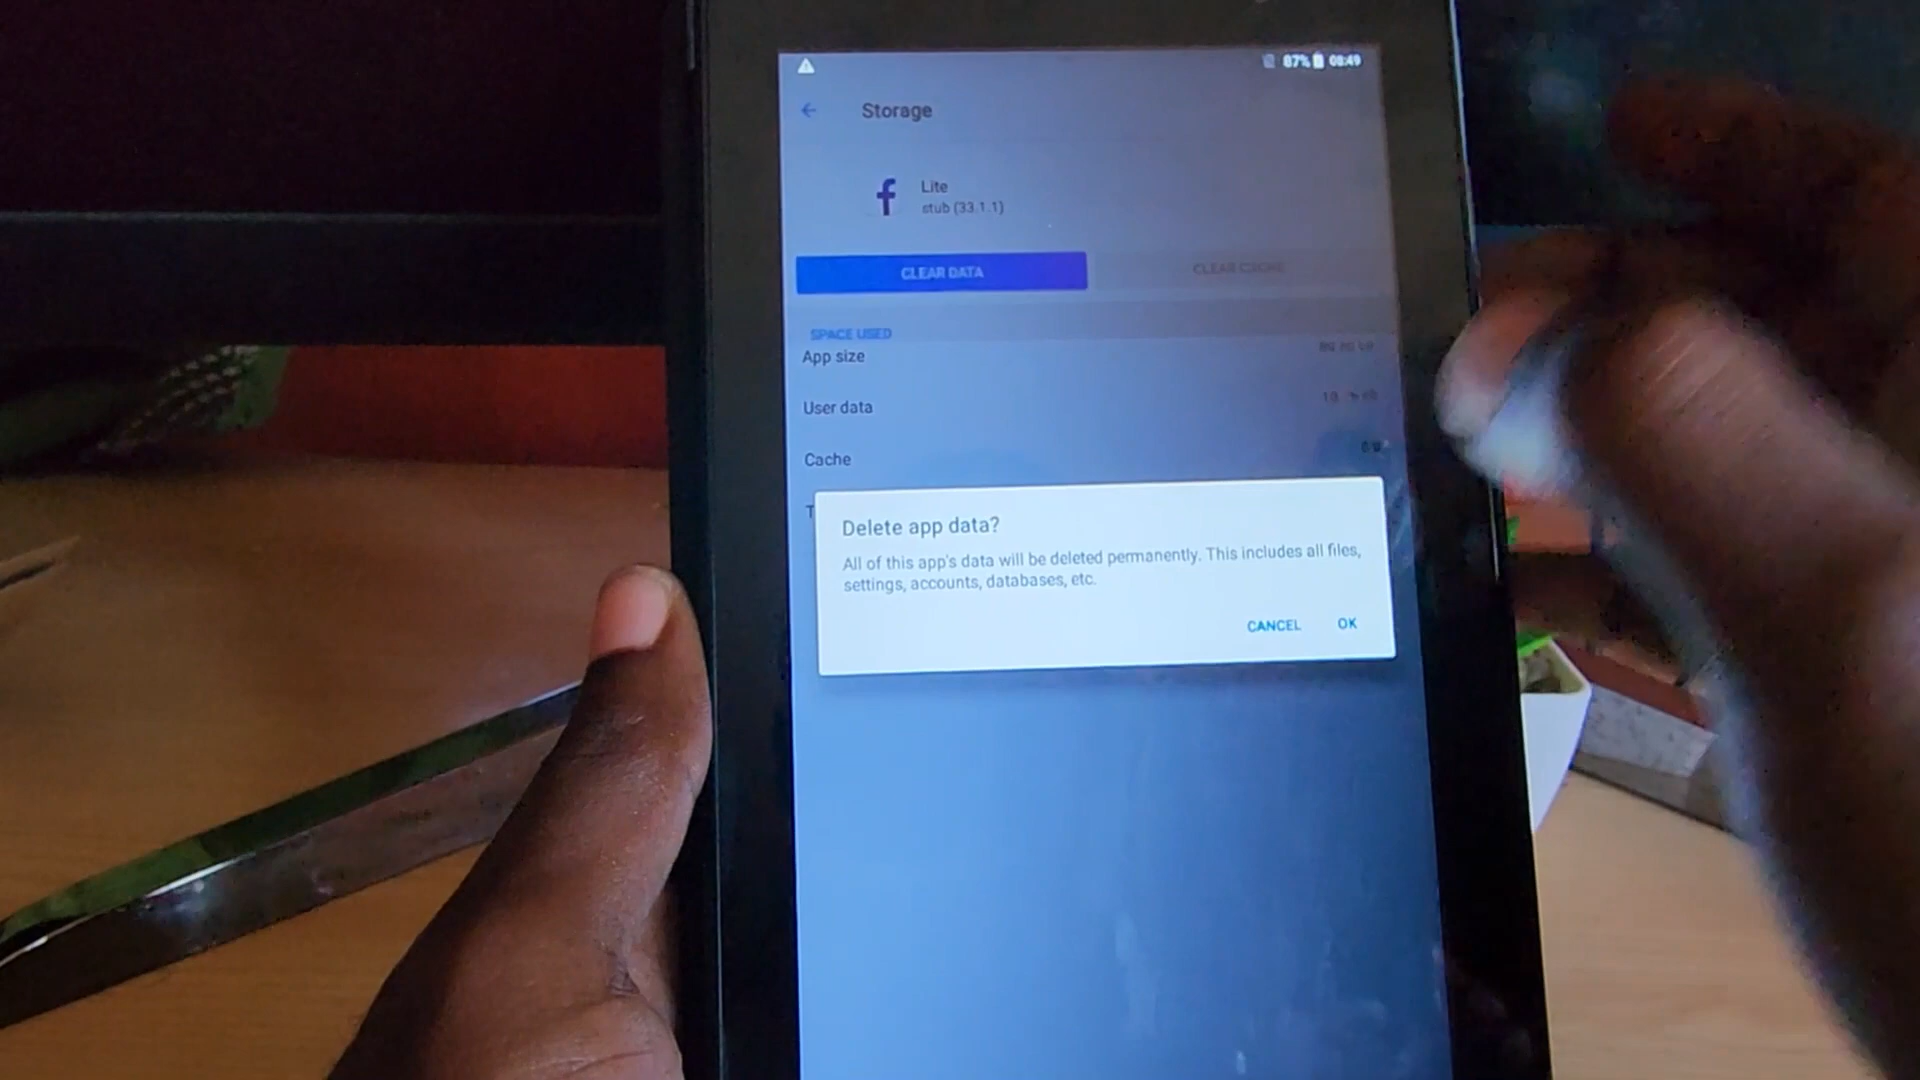 87% 08:49
Storage
Lite
stub (33.1.1)
CLEAR DATA
CLEAR CACHE
SPACE USED
App size
User data
Cache
T
Delete app data?
All of this app's data will be deleted permanently. This includes all files,
settings, accounts, databases, etc.
CANCEL OK